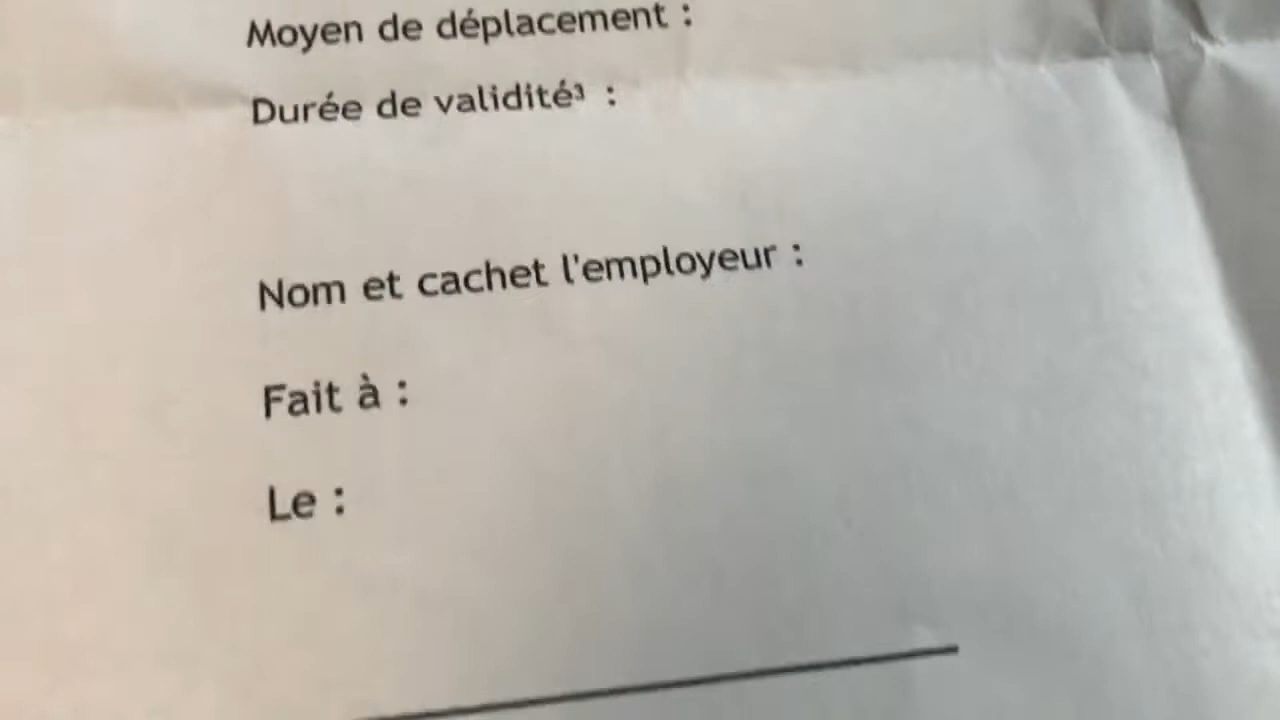 Moyen de déplacement :
Durée de validité³ :
Nom et cachet l'employeur :
Fait à :
Le :